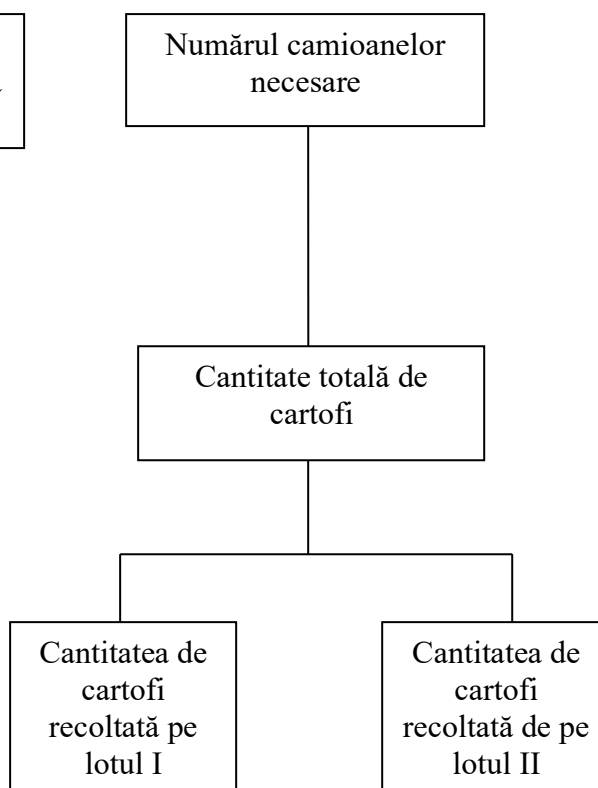 Numărul camioanelor
necesare
Cantitate totală de
cartofi
Cantitatea de
cartofi
recoltată pe
lotul I
Cantitatea de
cartofi
recoltată de pe
lotul II